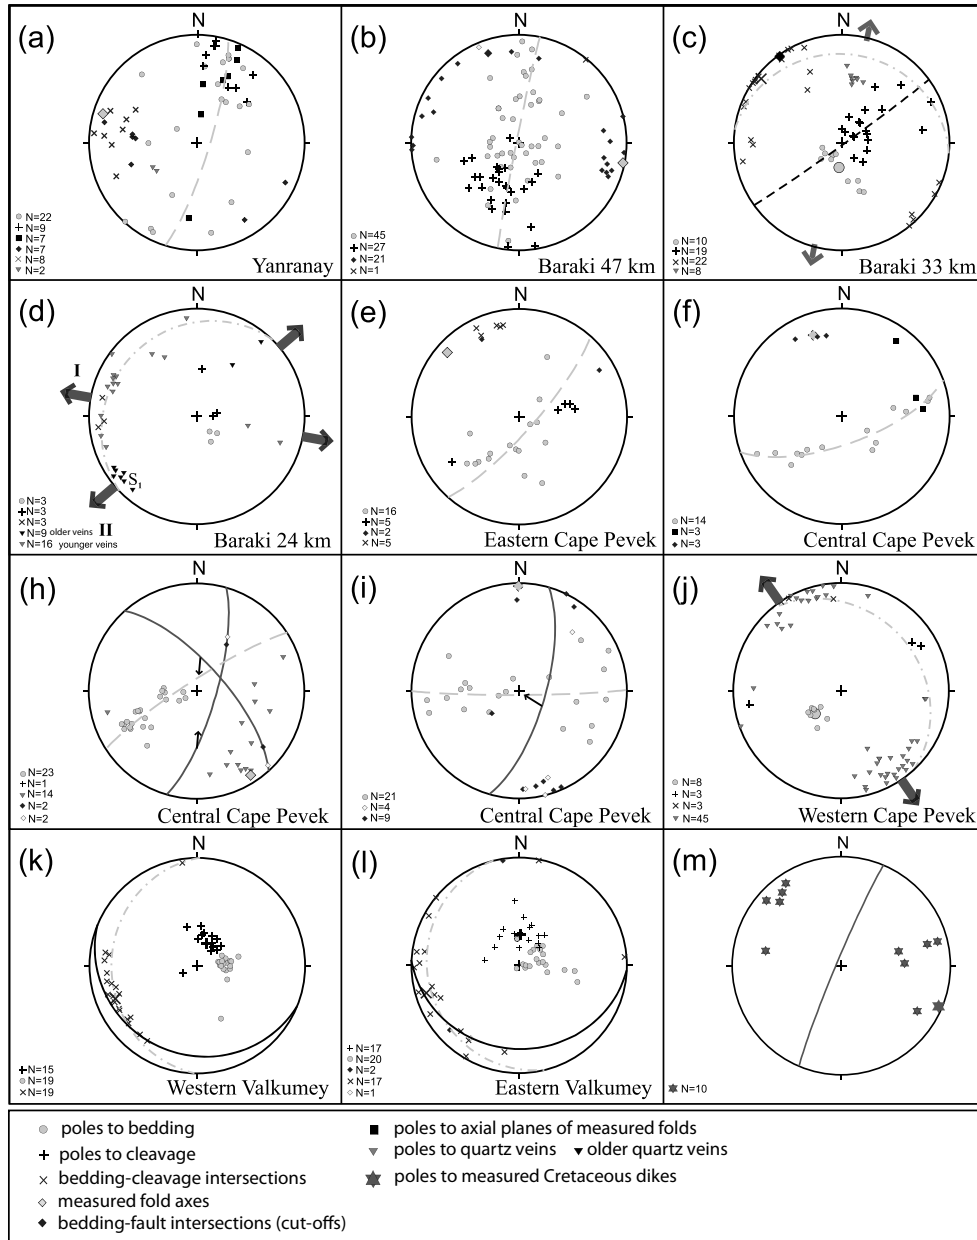 (a)
N
N=22
N=9
N=7
N=7
N=8
N=2
Yanranay
(b)
N
N=45
N=27
N=21
N=1
Baraki 47 km
(c)
N
N=10
N=19
N=22
N=8
Baraki 33 km
(d)
N
I
S1
N=3
N=3
N=3
N=9 older veins II
N=16 younger veins
Baraki 24 km
(e)
N
N=16
N=5
N=2
N=5
Eastern Cape Pevek
(f)
N
N=14
N=3
N=3
Central Cape Pevek
(h)
N
N=23
N=1
N=14
N=2
N=2
Central Cape Pevek
(i)
N
N=21
N=4
N=9
Central Cape Pevek
(j)
N
N=8
N=3
N=3
N=45
Western Cape Pevek
(k)
N
N=15
N=19
N=19
Western Valkumey
(l)
N
N=17
N=20
N=2
N=17
N=1
Eastern Valkumey
(m)
N
N=10
poles to bedding
poles to cleavage
bedding-cleavage intersections
measured fold axes
bedding-fault intersections (cut-offs)
poles to axial planes of measured folds
poles to quartz veins older quartz veins
poles to measured Cretaceous dikes